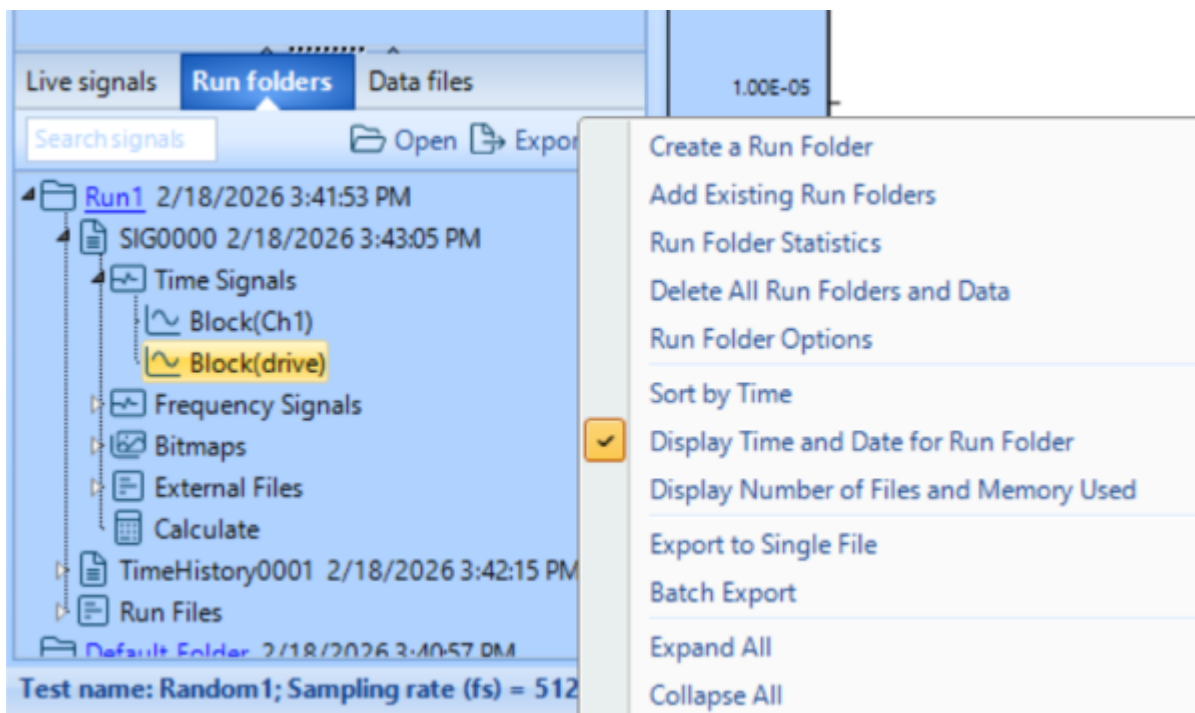 Live signals Run folders Data files
1.00E-05
Search signals Open Expor
Run1 2/18/2026 3:41:53 PM
SIG0000 2/18/2026 3:43:05 PM
Time Signals
Block(Ch1)
Block(drive)
Frequency Signals
Bitmaps
External Files
Calculate
TimeHistory0001 2/18/2026 3:42:15 PM
Run Files
Default Folder 2/18/2026 3:40:57 PM
Test name: Random1; Sampling rate (fs) = 512
Create a Run Folder
Add Existing Run Folders
Run Folder Statistics
Delete All Run Folders and Data
Run Folder Options
Sort by Time
Display Time and Date for Run Folder
Display Number of Files and Memory Used
Export to Single File
Batch Export
Expand All
Collapse All